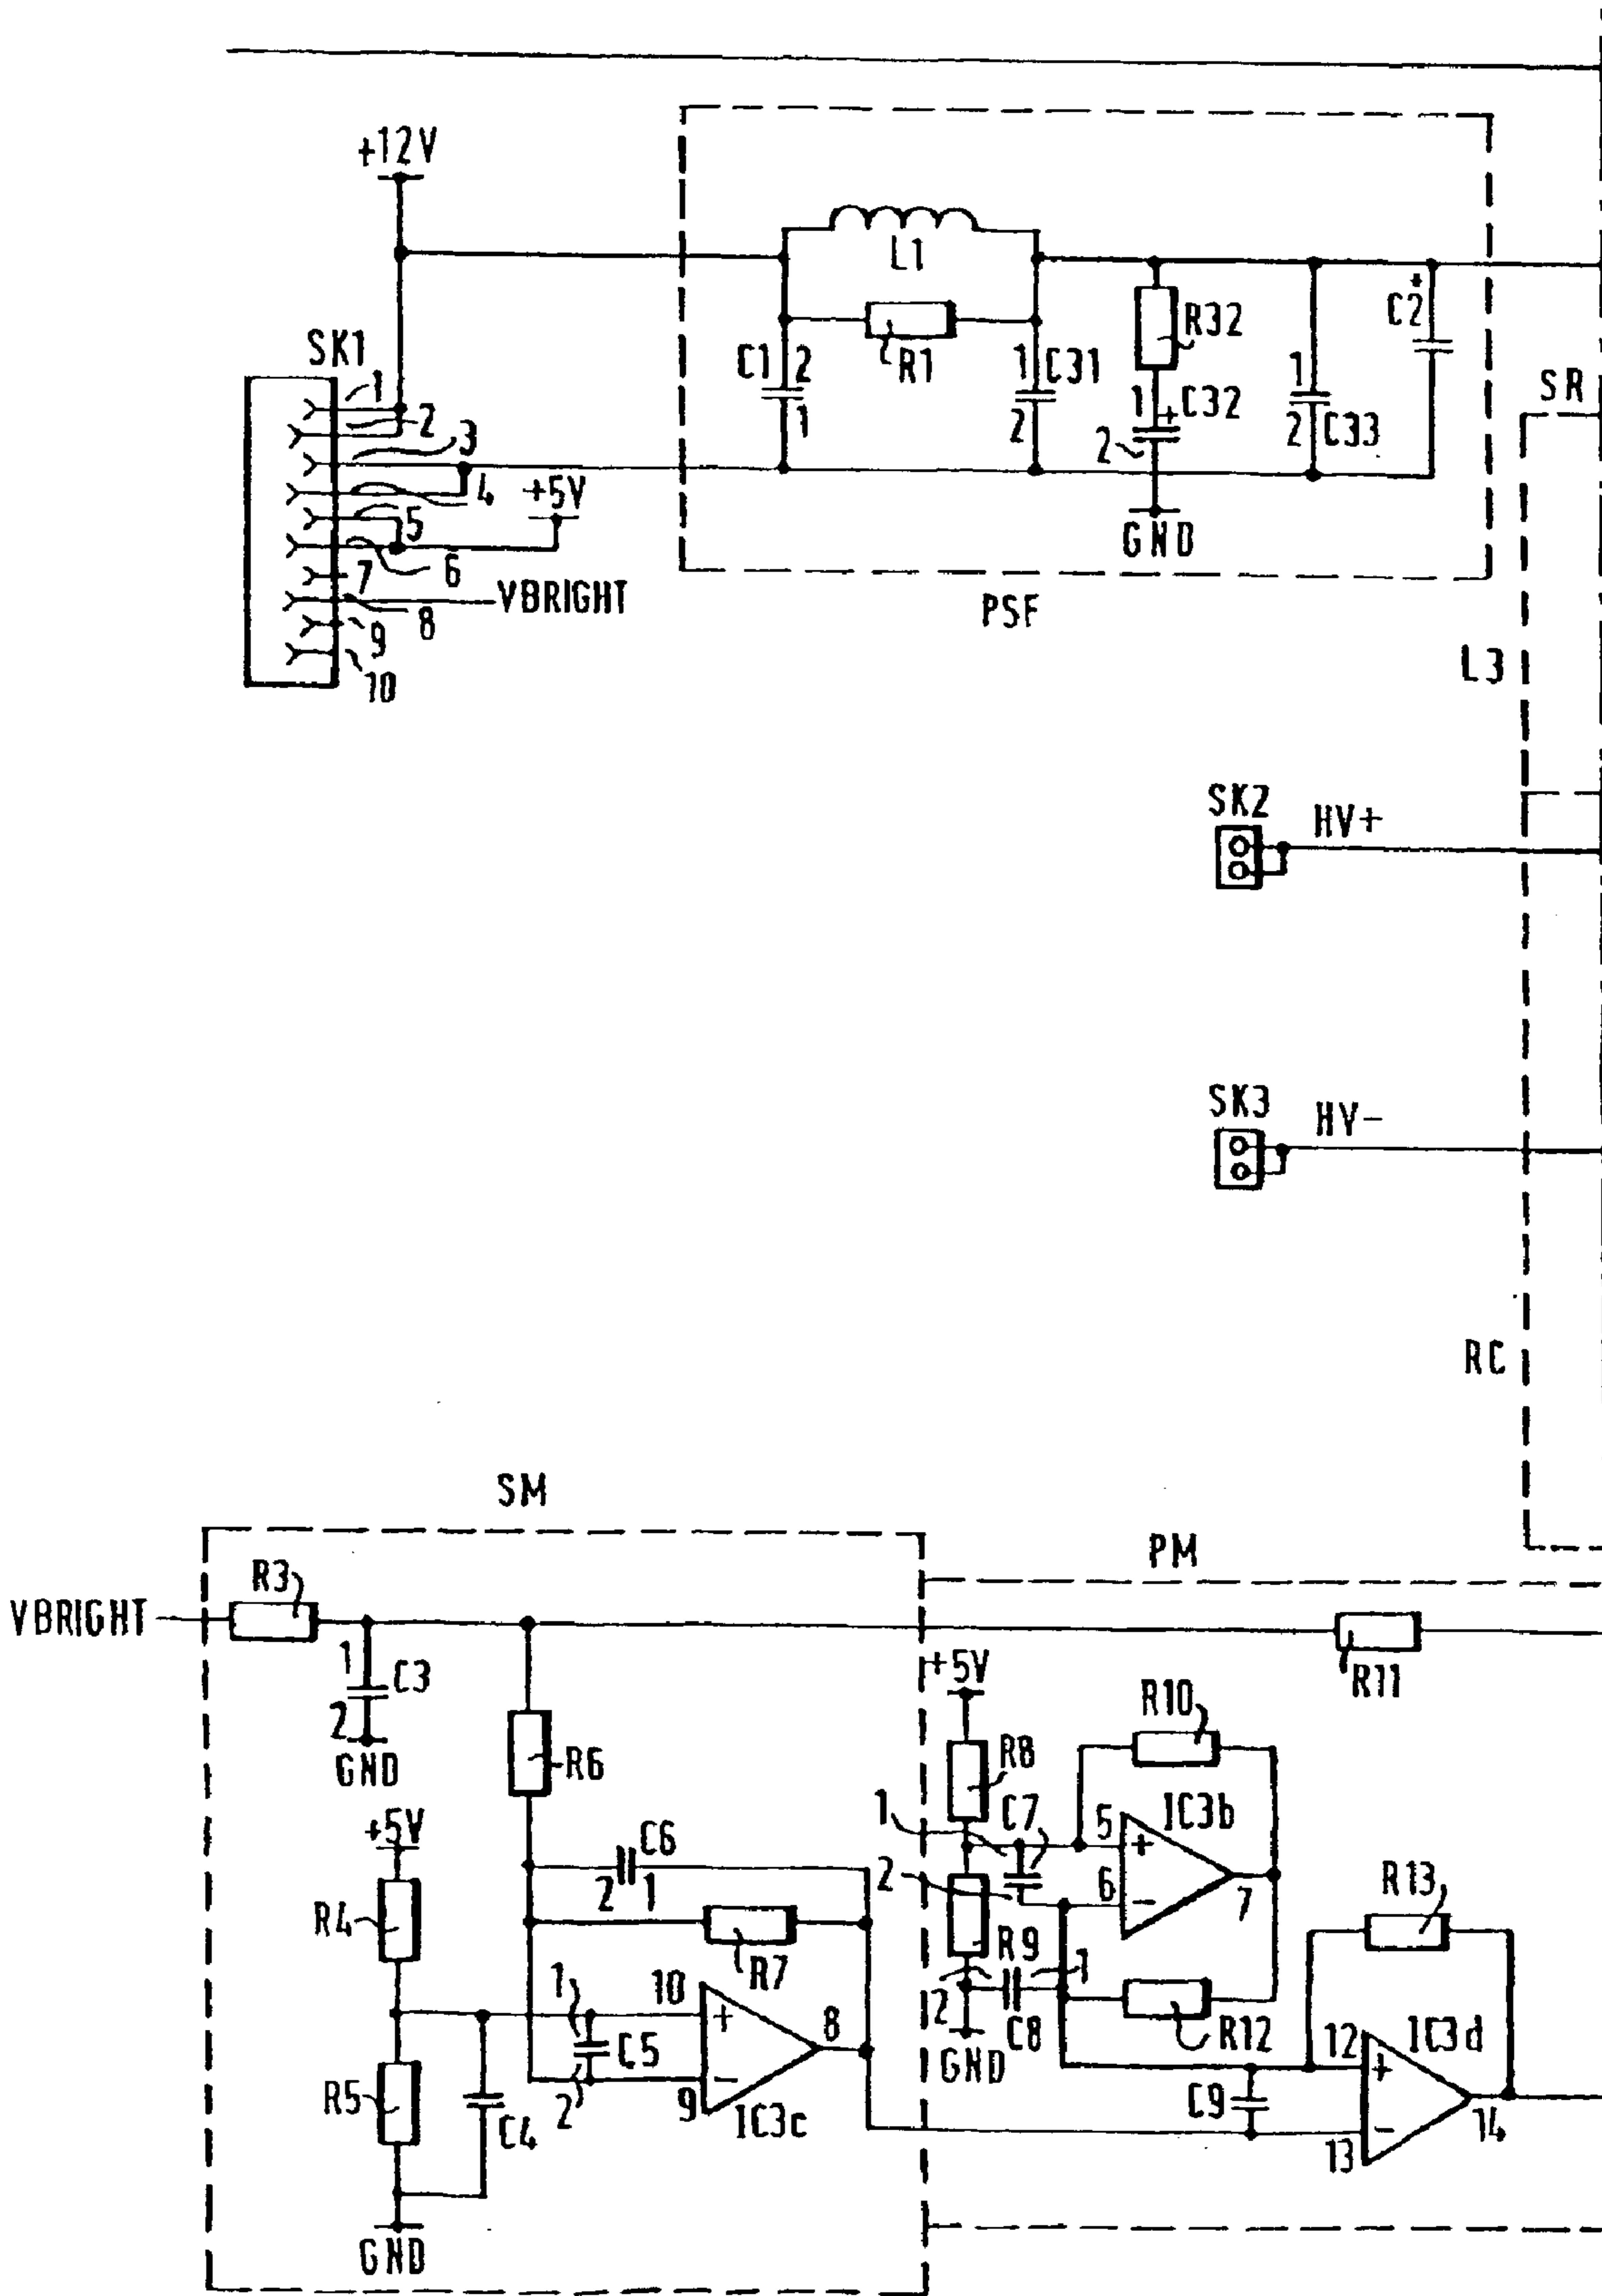 +12V
L1
R1
C1 2
1
1 C31
2
R32
1 + C32
2
1
2 C33
C2 +
GND
PSF
SK1
1
2
3
4
5
+5V
6
7
VBRIGHT
8
9
10
SR
L3
SK2
HV+
SK3
HV-
RC
SM
VBRIGHT
R3
1
C3
2
GND
R6
+5V
R4
R5
C4
GND
C6
2 1
R7
1
C5
2
10
+
9
-
8
IC3c
PM
R11
+5V
R8
R10
1
C7
2
5
+
6
-
7
IC3b
R9
2
1
2
C8
GND
R12
R13
12
+
C9
13
-
14
IC3d